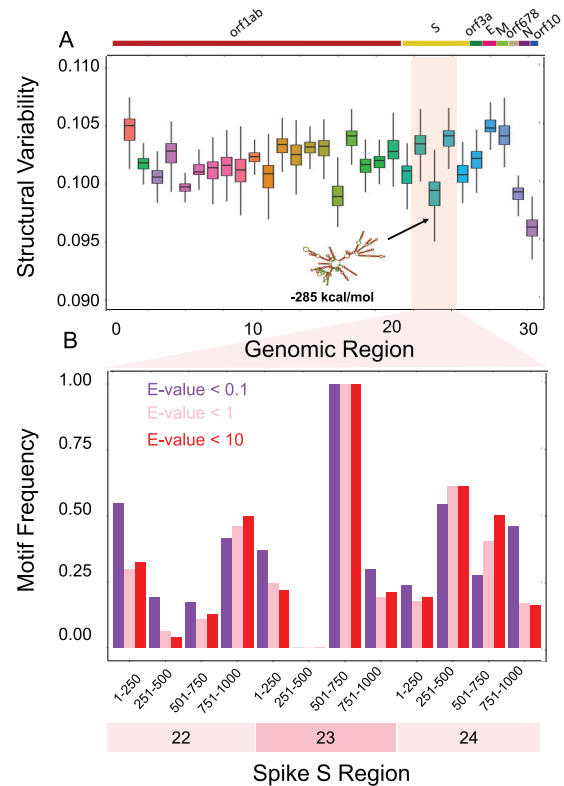 A
orf1ab
S
orf3a
E
M
orf678
N
orf10
Structural Variability
0.110
0.105
0.100
0.095
0.090
-285 kcal/mol
0
10
20
30
Genomic Region
B
Motif Frequency
1.00
0.75
0.50
0.25
0.00
E-value < 0.1
E-value < 1
E-value < 10
1-250
251-500
501-750
751-1000
1-250
251-500
501-750
751-1000
1-250
251-500
501-750
751-1000
22
23
24
Spike S Region